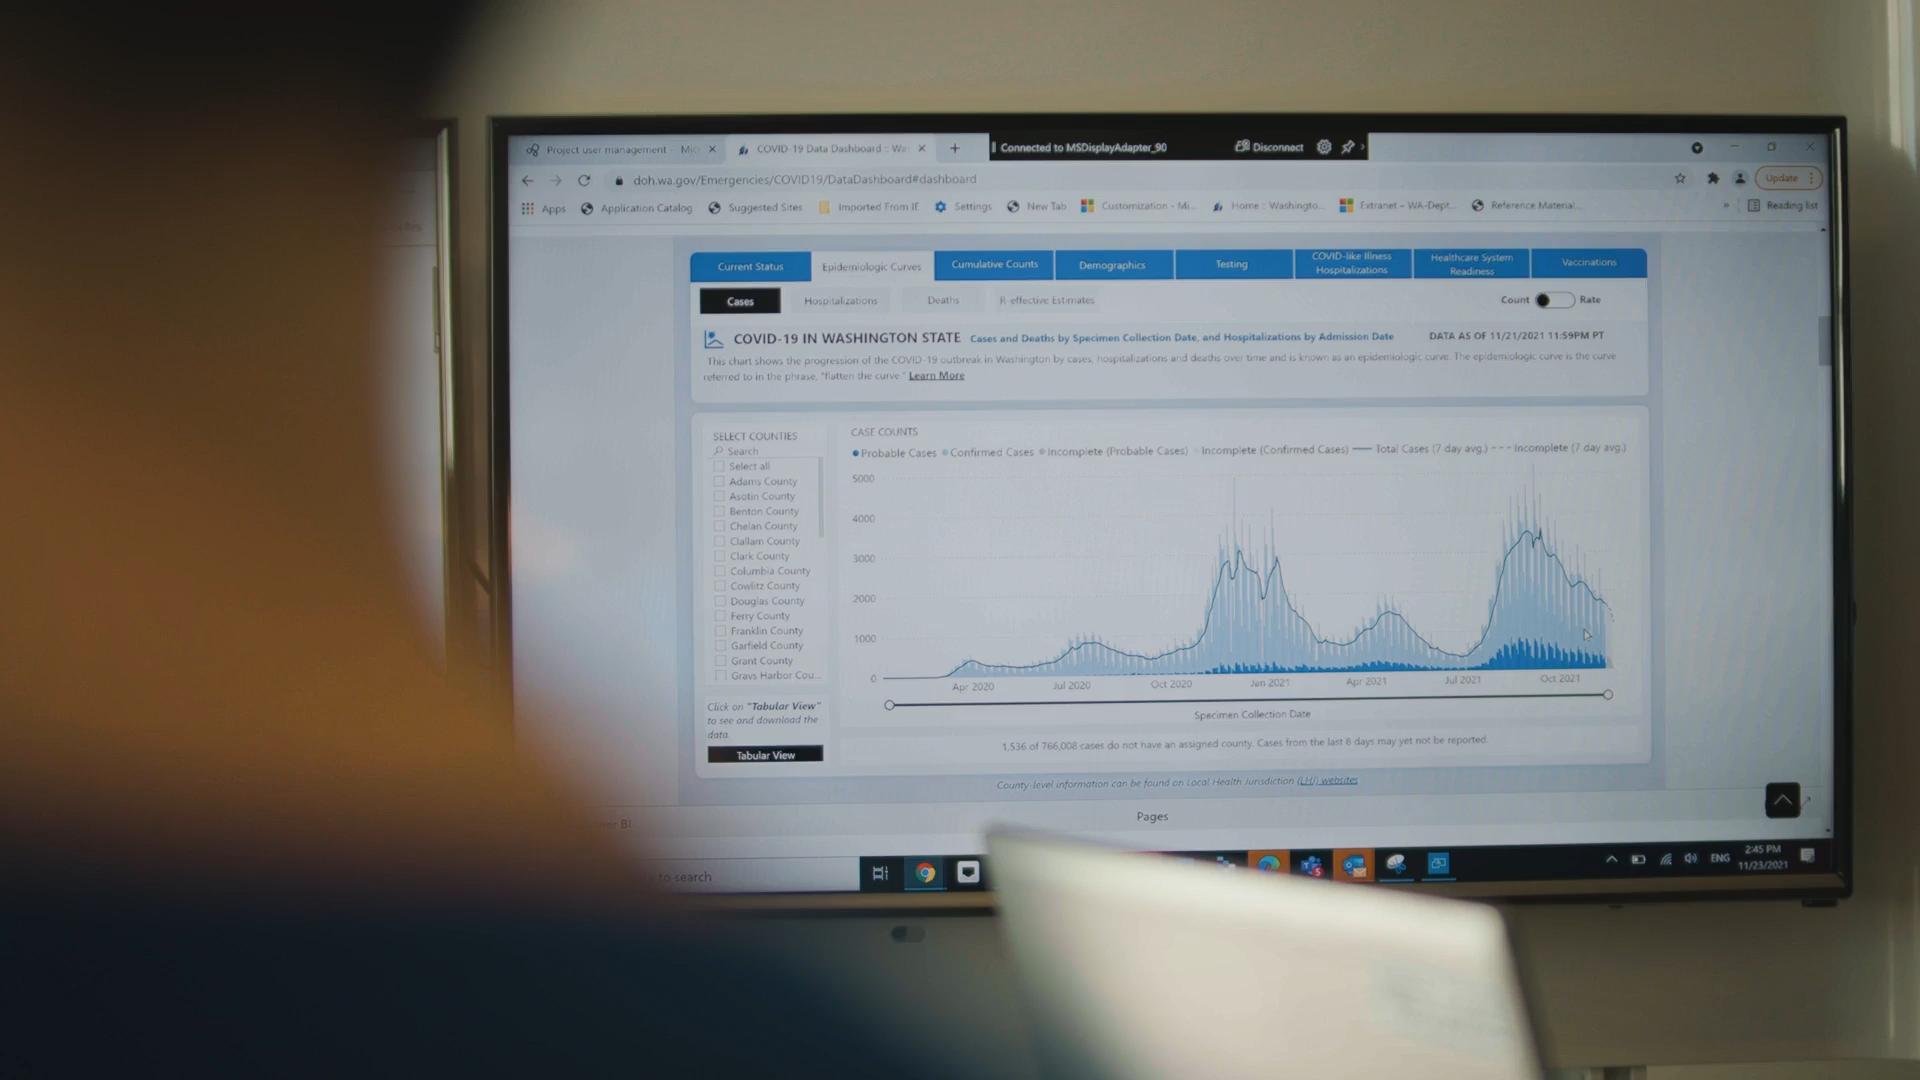 Project user management - Mic
COVID-19 Data Dashboard :: Wa
Connected to MSDisplayAdapter_90
Disconnect
doh.wa.gov/Emergencies/COVID19/DataDashboard#dashboard
Update
Apps
Application Catalog
Suggested Sites
Imported From IE
Settings
New Tab
Customization - Mi...
Home :: Washingto...
Extranet - WA-Dept...
Reference Material...
»
Reading list
Current Status
Epidemiologic Curves
Cumulative Counts
Demographics
Testing
COVID-like Illness
Hospitalizations
Healthcare System
Readiness
Vaccinations
Cases
Hospitalizations
Deaths
R-effective Estimates
Count
Rate
COVID-19 IN WASHINGTON STATE Cases and Deaths by Specimen Collection Date, and Hospitalizations by Admission Date
DATA AS OF 11/21/2021 11:59PM PT
This chart shows the progression of the COVID-19 outbreak in Washington by cases, hospitalizations and deaths over time and is known as an epidemiologic curve. The epidemiologic curve is the curve
referred to in the phrase, "flatten the curve." Learn More
SELECT COUNTIES
Search
Select all
Adams County
Asotin County
Benton County
Chelan County
Clallam County
Clark County
Columbia County
Cowlitz County
Douglas County
Ferry County
Franklin County
Garfield County
Grant County
Grays Harbor Cou...
Click on "Tabular View"
to see and download the
data.
Tabular View
CASE COUNTS
Probable Cases Confirmed Cases Incomplete (Probable Cases) Incomplete (Confirmed Cases) Total Cases (7 day avg.) Incomplete (7 day avg.)
5000
4000
3000
2000
1000
0
Apr 2020 Jul 2020 Oct 2020 Jan 2021 Apr 2021 Jul 2021 Oct 2021
Specimen Collection Date
1,536 of 766,008 cases do not have an assigned county. Cases from the last 8 days may yet not be reported.
County-level information can be found on Local Health Jurisdiction (LHJ) websites
BI
Pages
to search
ENG
2:45 PM
11/23/2021